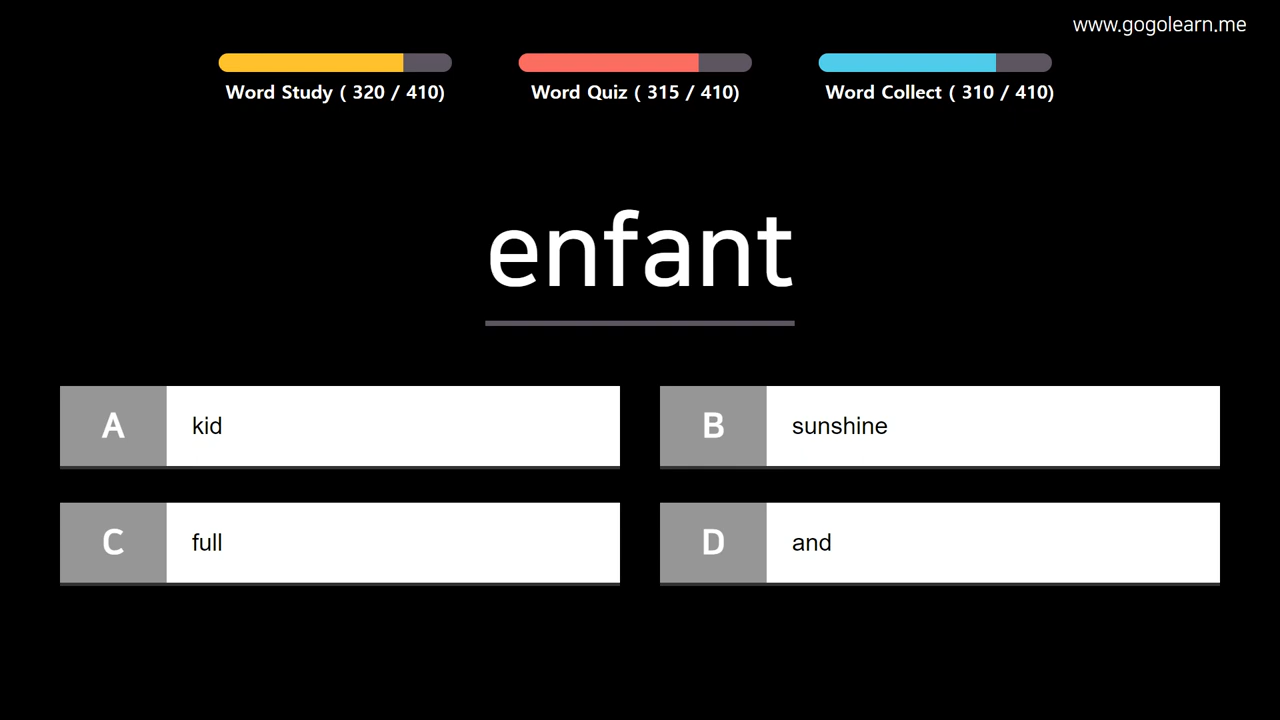 www.gogolearn.me
Word Study ( 320 / 410)
Word Quiz ( 315 / 410)
Word Collect ( 310 / 410)
enfant
A kid
B sunshine
C full
D and